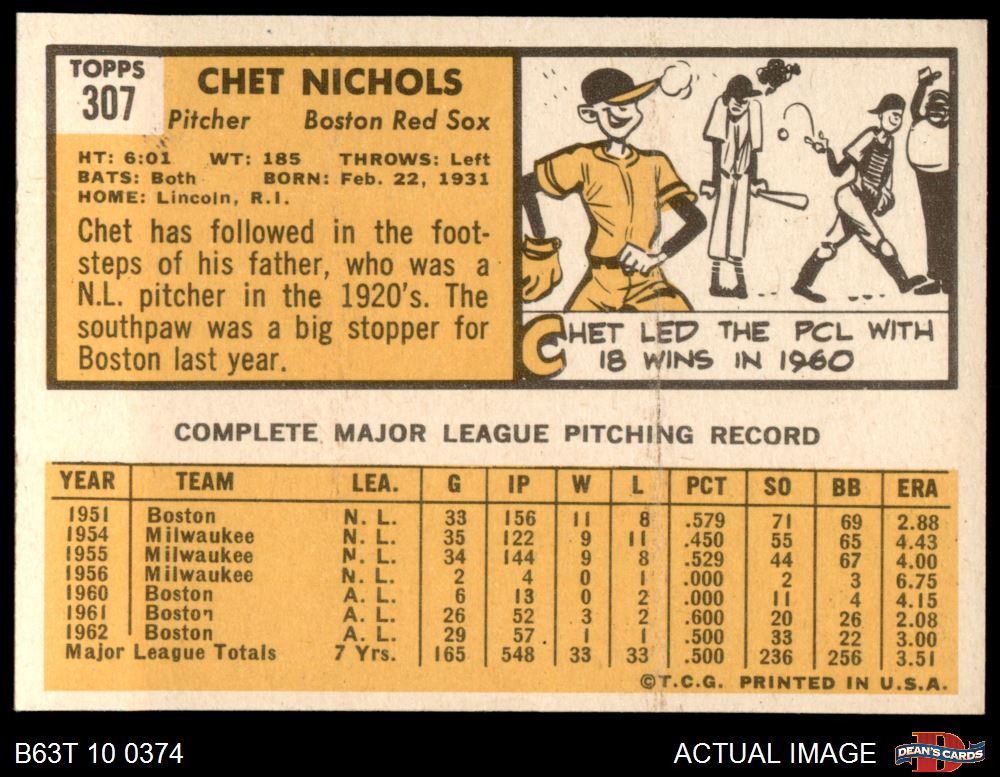 TOPPS
307
CHET NICHOLS
Pitcher Boston Red Sox
HT: 6:01 WT: 185 THROWS: Left
BATS: Both BORN: Feb. 22, 1931
HOME: Lincoln, R.I.
Chet has followed in the foot-
steps of his father, who was a
N.L. pitcher in the 1920's. The
southpaw was a big stopper for
Boston last year.
CHET LED THE PCL WITH
18 WINS IN 1960
COMPLETE MAJOR LEAGUE PITCHING RECORD
YEAR TEAM LEA. G IP W L PCT SO BB ERA
1951 Boston N. L. 33 156 11 8 .579 71 69 2.88
1954 Milwaukee N. L. 35 122 9 11 .450 55 65 4.43
1955 Milwaukee N. L. 34 144 9 8 .529 44 67 4.00
1956 Milwaukee N. L. 2 4 0 1 .000 2 3 6.75
1960 Boston A. L. 6 13 0 2 .000 11 4 4.15
1961 Boston A. L. 26 52 3 2 .600 20 26 2.08
1962 Boston A. L. 29 57 1 1 .500 33 22 3.00
Major League Totals 7 Yrs. 165 548 33 33 .500 236 256 3.51
©T.C.G. PRINTED IN U.S.A.
B63T 10 0374 ACTUAL IMAGE DEAN'S CARDS